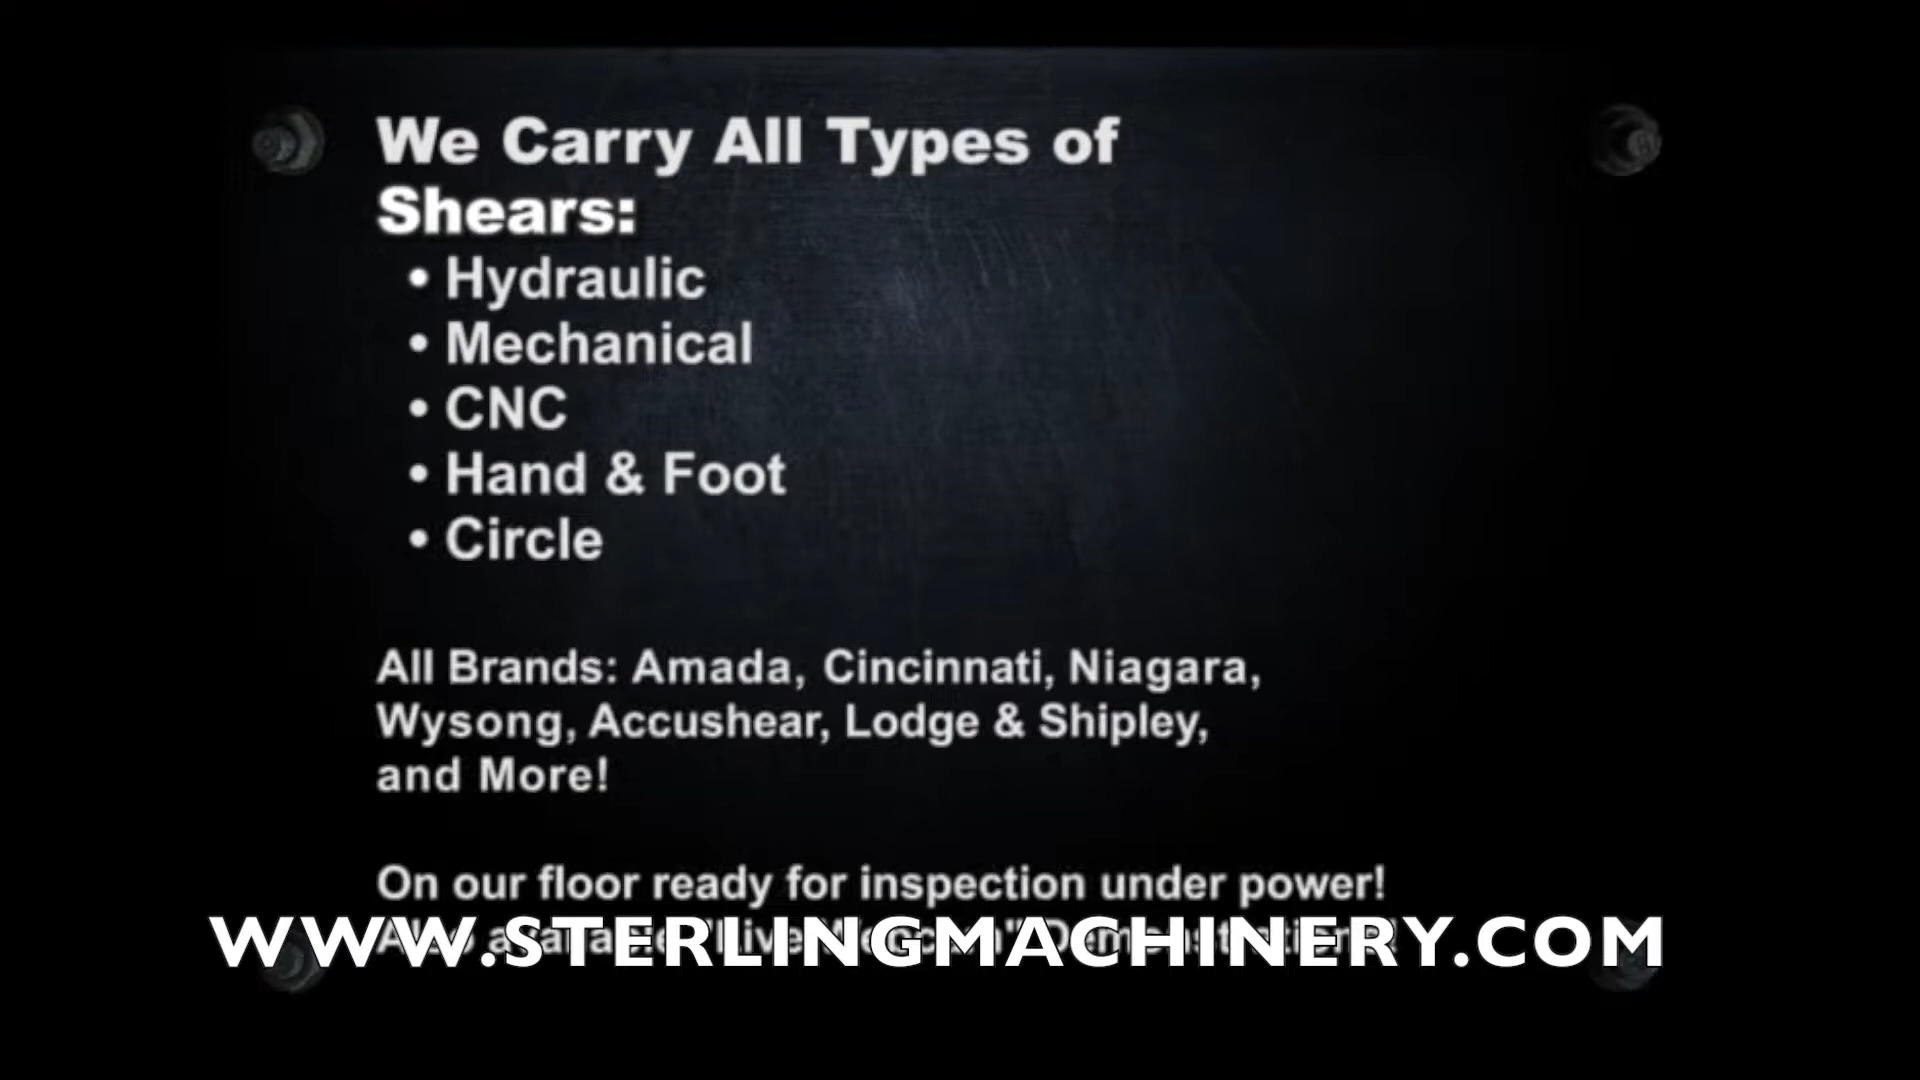 We Carry All Types of
Shears:
• Hydraulic
• Mechanical
• CNC
• Hand & Foot
• Circle
All Brands: Amada, Cincinnati, Niagara,
Wysong, Accushear, Lodge & Shipley,
and More!
On our floor ready for inspection under power!
WWW.STERLINGMACHINERY.COM